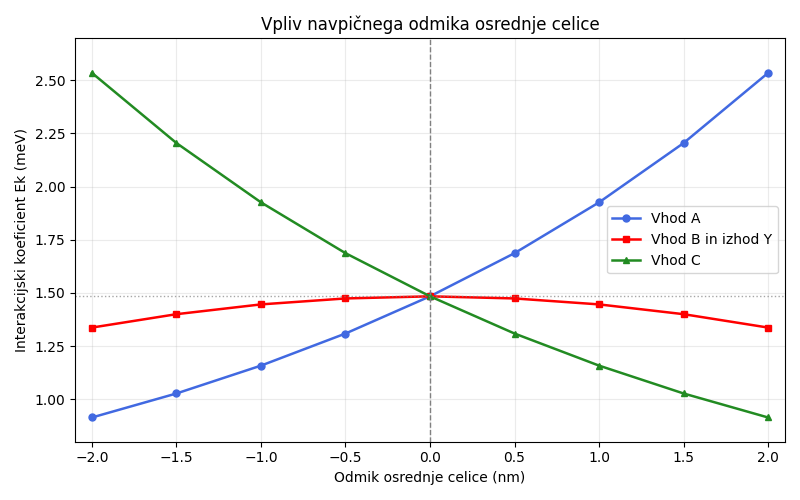 Vpliv navpičnega odmika osrednje celice
Interakcijski koeficient Ek (meV)
2.50
2.25
2.00
1.75
1.50
1.25
1.00
Vhod A
Vhod B in izhod Y
Vhod C
−2.0 −1.5 −1.0 −0.5 0.0 0.5 1.0 1.5 2.0
Odmik osrednje celice (nm)